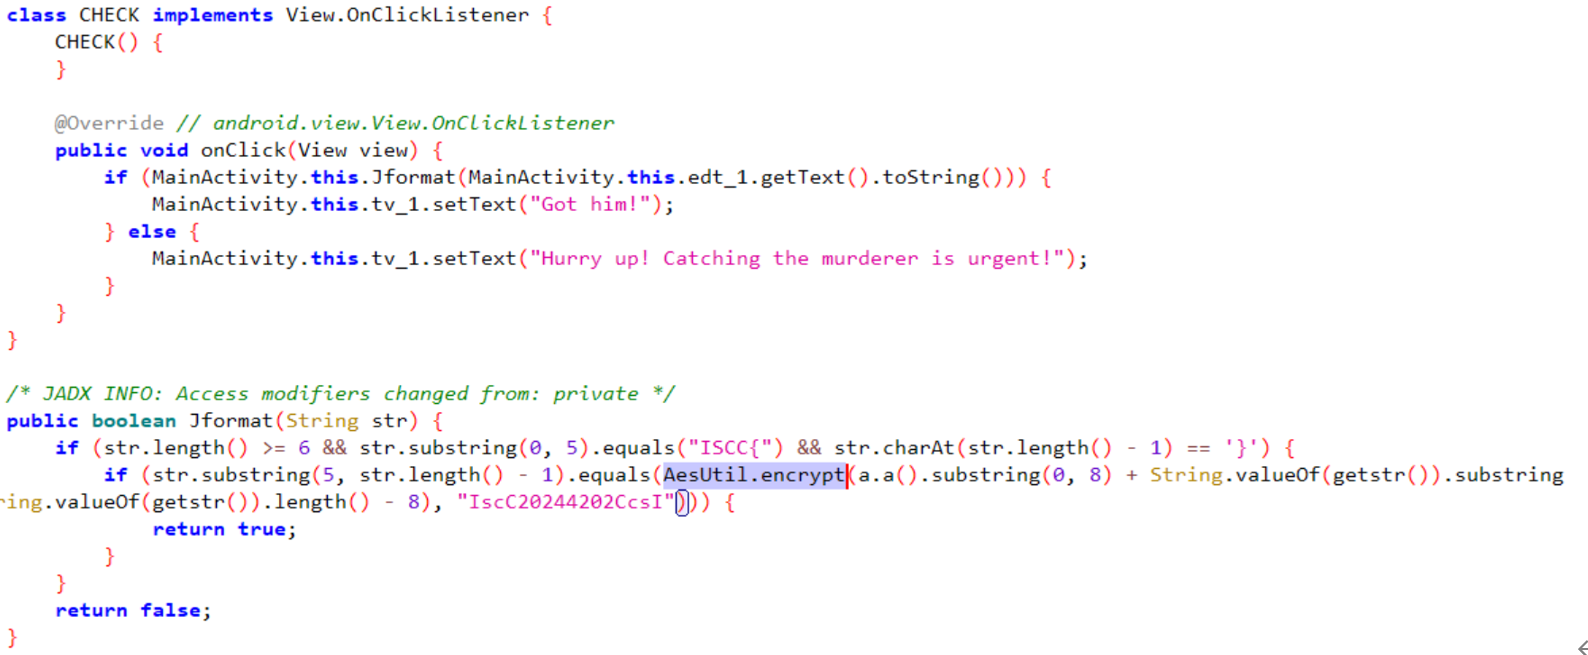 class CHECK implements View.OnClickListener {
    CHECK() {
    }

    @Override // android.view.View.OnClickListener
    public void onClick(View view) {
        if (MainActivity.this.Jformat(MainActivity.this.edt_1.getText().toString())) {
            MainActivity.this.tv_1.setText("Got him!");
        } else {
            MainActivity.this.tv_1.setText("Hurry up! Catching the murderer is urgent!");
        }
    }
}

/* JADX INFO: Access modifiers changed from: private */
public boolean Jformat(String str) {
    if (str.length() >= 6 && str.substring(0, 5).equals("ISCC{") && str.charAt(str.length() - 1) == '}') {
        if (str.substring(5, str.length() - 1).equals(AesUtil.encrypt(a.a().substring(0, 8) + String.valueOf(getstr()).substring
ring.valueOf(getstr()).length() - 8), "IscC20244202CcsI"))) {
            return true;
        }
    }
    return false;
}